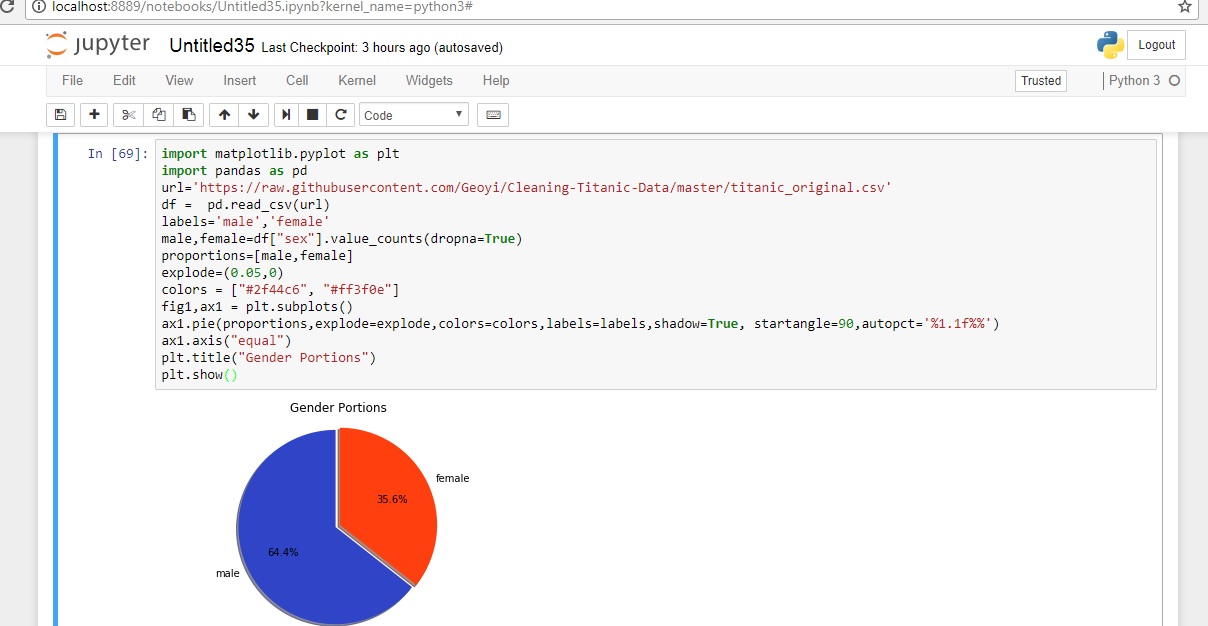 localhost:8889/notebooks/Untitled35.ipynb?kernel_name=python3#
jupyter Untitled35 Last Checkpoint: 3 hours ago (autosaved) Logout
File Edit View Insert Cell Kernel Widgets Help Trusted Python 3
Code
In [69]: import matplotlib.pyplot as plt
import pandas as pd
url='https://raw.githubusercontent.com/Geoyi/Cleaning-Titanic-Data/master/titanic_original.csv'
df =  pd.read_csv(url)
labels='male','female'
male,female=df["sex"].value_counts(dropna=True)
proportions=[male,female]
explode=(0.05,0)
colors = ["#2f44c6", "#ff3f0e"]
fig1,ax1 = plt.subplots()
ax1.pie(proportions,explode=explode,colors=colors,labels=labels,shadow=True, startangle=90,autopct='%1.1f%%')
ax1.axis("equal")
plt.title("Gender Portions")
plt.show()
Gender Portions
female
35.6%
64.4%
male